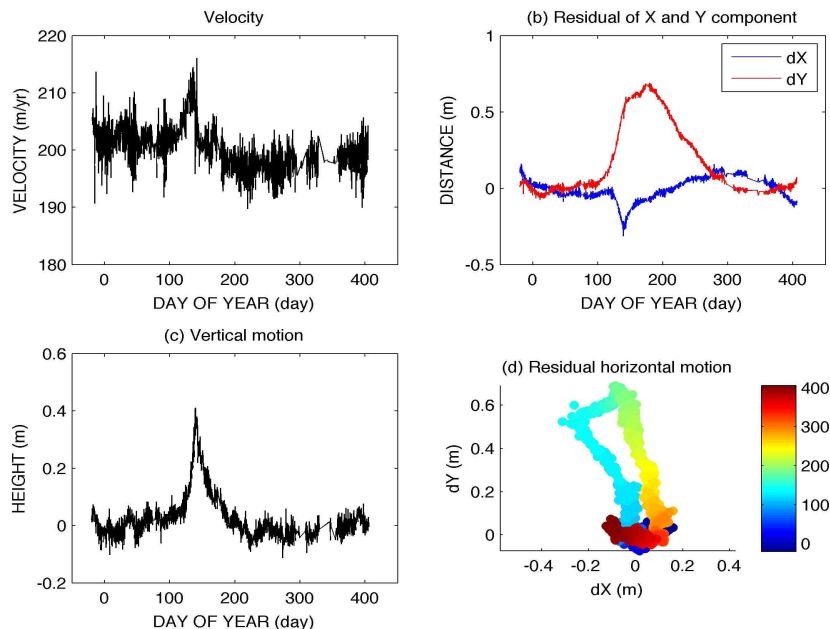 Velocity
220
210
200
190
180
VELOCITY (m/yr)
0 100 200 300 400
DAY OF YEAR (day)
(b) Residual of X and Y component
1
0.5
0
-0.5
DISTANCE (m)
dX
dY
0 100 200 300 400
DAY OF YEAR (day)
(c) Vertical motion
0.6
0.4
0.2
0
-0.2
HEIGHT (m)
0 100 200 300 400
DAY OF YEAR (day)
(d) Residual horizontal motion
0.6
0.4
0.2
0
dY (m)
-0.4 -0.2 0 0.2 0.4
dX (m)
400
300
200
100
0